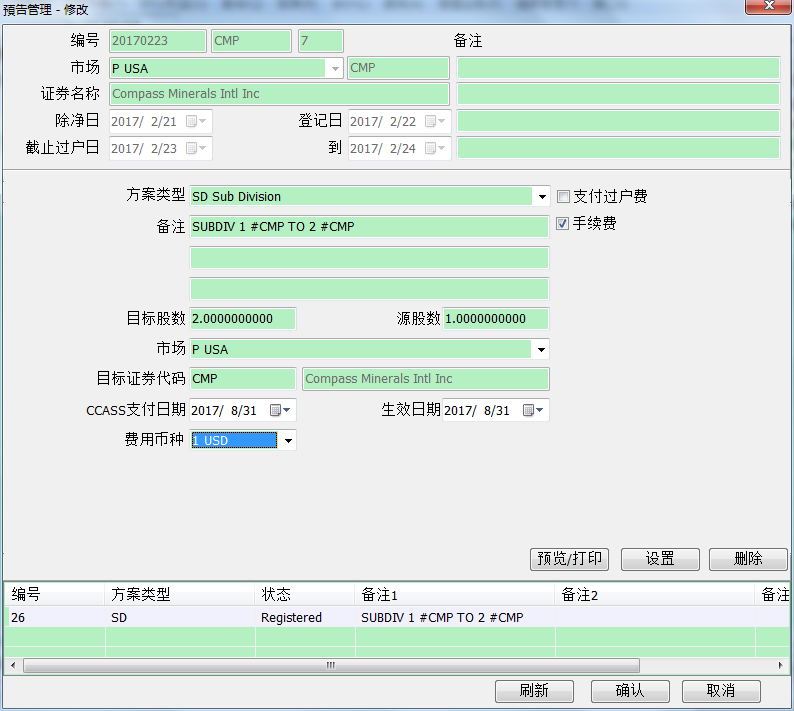 预告管理 - 修改
编号 20170223 CMP 7 备注
市场 P USA CMP
证券名称 Compass Minerals Intl Inc
除净日 2017/ 2/21 登记日 2017/ 2/22
截止过户日 2017/ 2/23 到 2017/ 2/24
方案类型 SD Sub Division 支付过户费
备注 SUBDIV 1 #CMP TO 2 #CMP 手续费
目标股数 2.0000000000 源股数 1.0000000000
市场 P USA
目标证券代码 CMP Compass Minerals Intl Inc
CCASS支付日期 2017/ 8/31 生效日期 2017/ 8/31
费用币种 1 USD
预览/打印 设置 删除
编号 方案类型 状态 备注1 备注2 备注
26 SD Registered SUBDIV 1 #CMP TO 2 #CMP
刷新 确认 取消